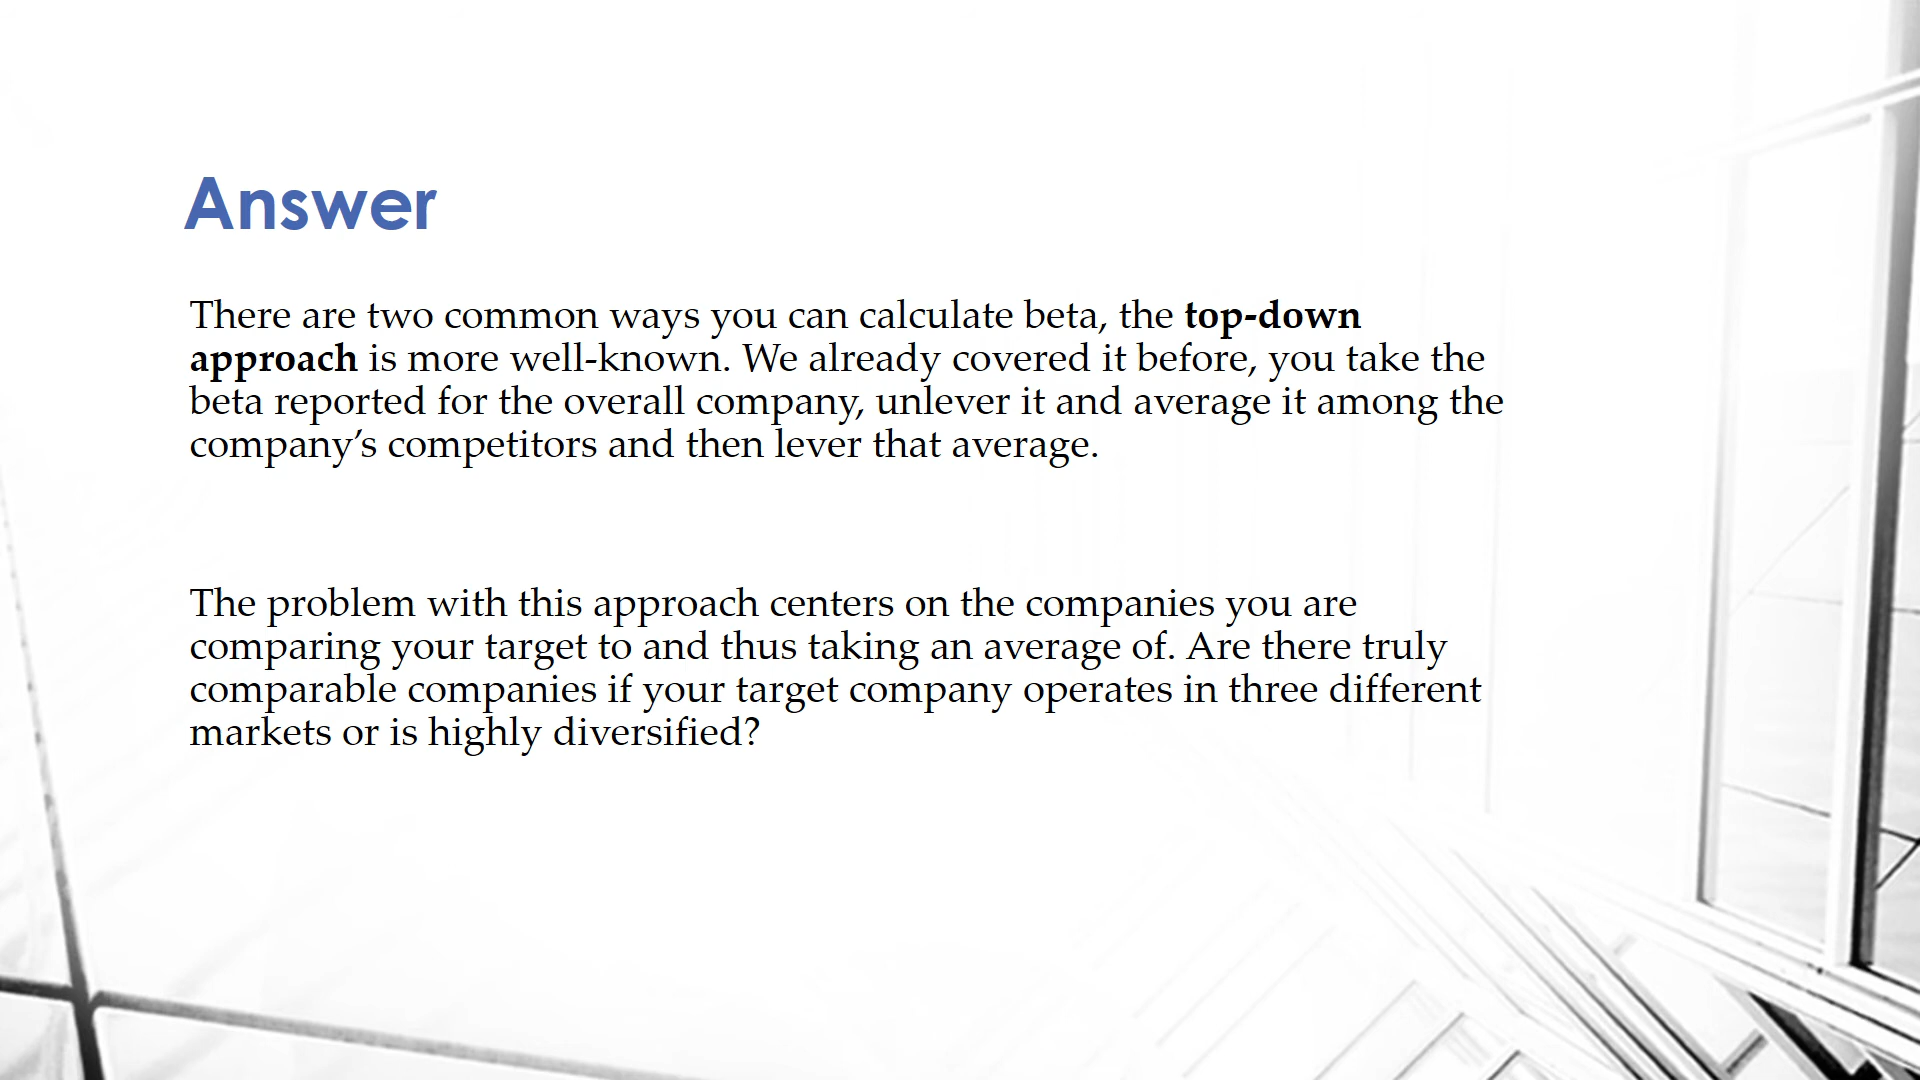 Answer
There are two common ways you can calculate beta, the top-down
approach is more well-known. We already covered it before, you take the
beta reported for the overall company, unlever it and average it among the
company’s competitors and then lever that average.
The problem with this approach centers on the companies you are
comparing your target to and thus taking an average of. Are there truly
comparable companies if your target company operates in three different
markets or is highly diversified?